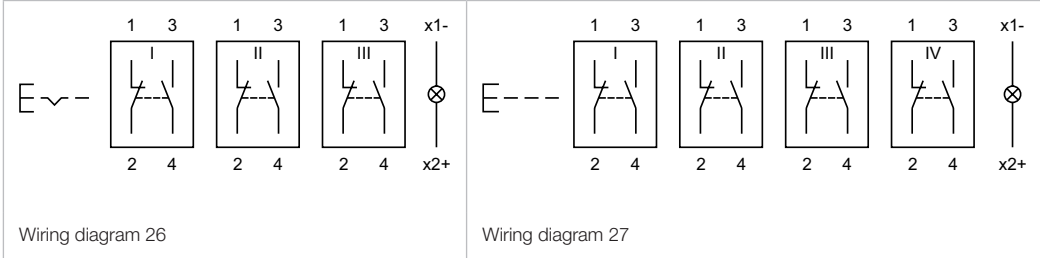 1 3 1 3 1 3 x1-
I II III
2 4 2 4 2 4 x2+
Wiring diagram 26
1 3 1 3 1 3 1 3 x1-
I II III IV
2 4 2 4 2 4 2 4 x2+
Wiring diagram 27